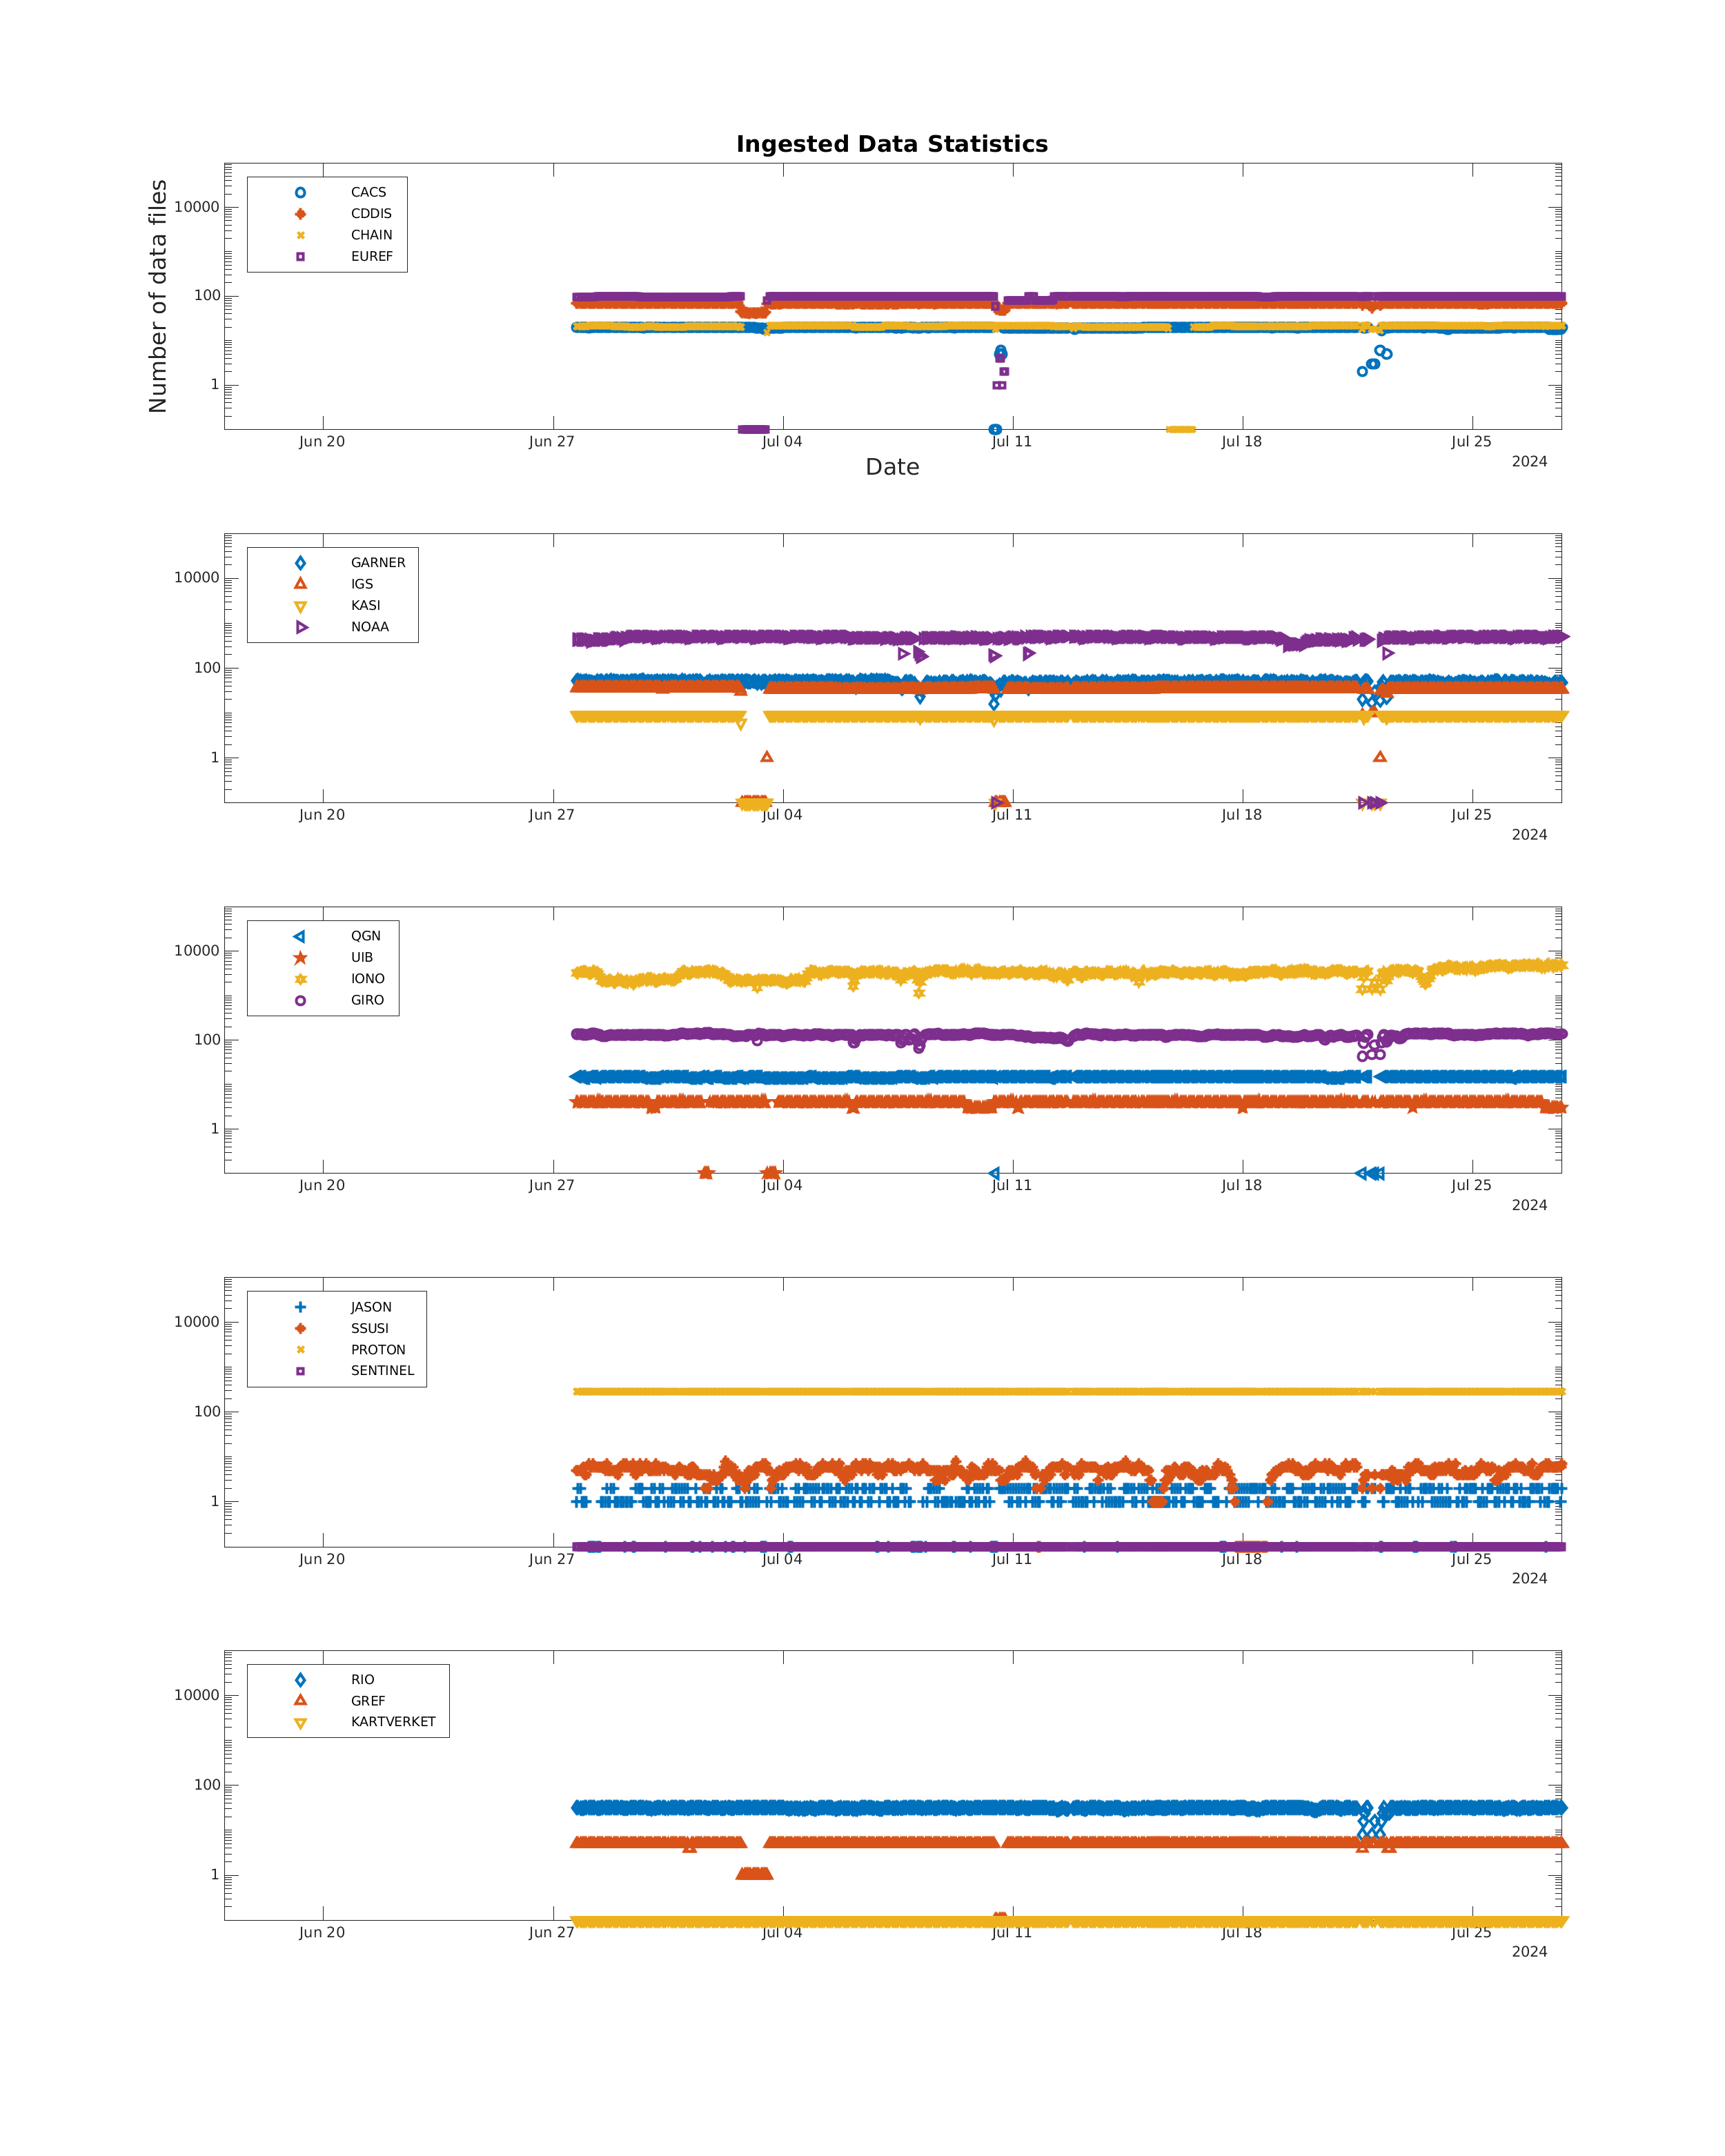 Ingested Data Statistics
Number of data files
10000
100
1
CACS
CDDIS
CHAIN
EUREF
Jun 20 Jun 27 Jul 04 Jul 11 Jul 18 Jul 25
2024
Date
10000
100
1
GARNER
IGS
KASI
NOAA
Jun 20 Jun 27 Jul 04 Jul 11 Jul 18 Jul 25
2024
10000
100
1
QGN
UIB
IONO
GIRO
Jun 20 Jun 27 Jul 04 Jul 11 Jul 18 Jul 25
2024
10000
100
1
JASON
SSUSI
PROTON
SENTINEL
Jun 20 Jun 27 Jul 04 Jul 11 Jul 18 Jul 25
2024
10000
100
1
RIO
GREF
KARTVERKET
Jun 20 Jun 27 Jul 04 Jul 11 Jul 18 Jul 25
2024